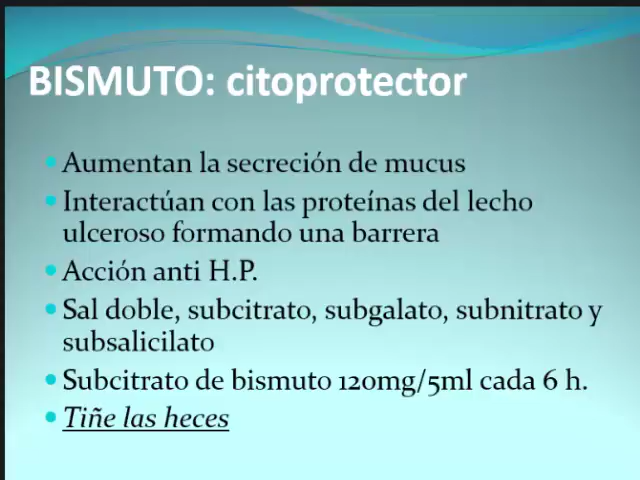 BISMUTO: citoprotector
Aumentan la secreción de mucus
Interactúan con las proteínas del lecho
ulceroso formando una barrera
Acción anti H.P.
Sal doble, subcitrato, subgalato, subnitrato y
subsalicilato
Subcitrato de bismuto 120mg/5ml cada 6 h.
Tiñe las heces